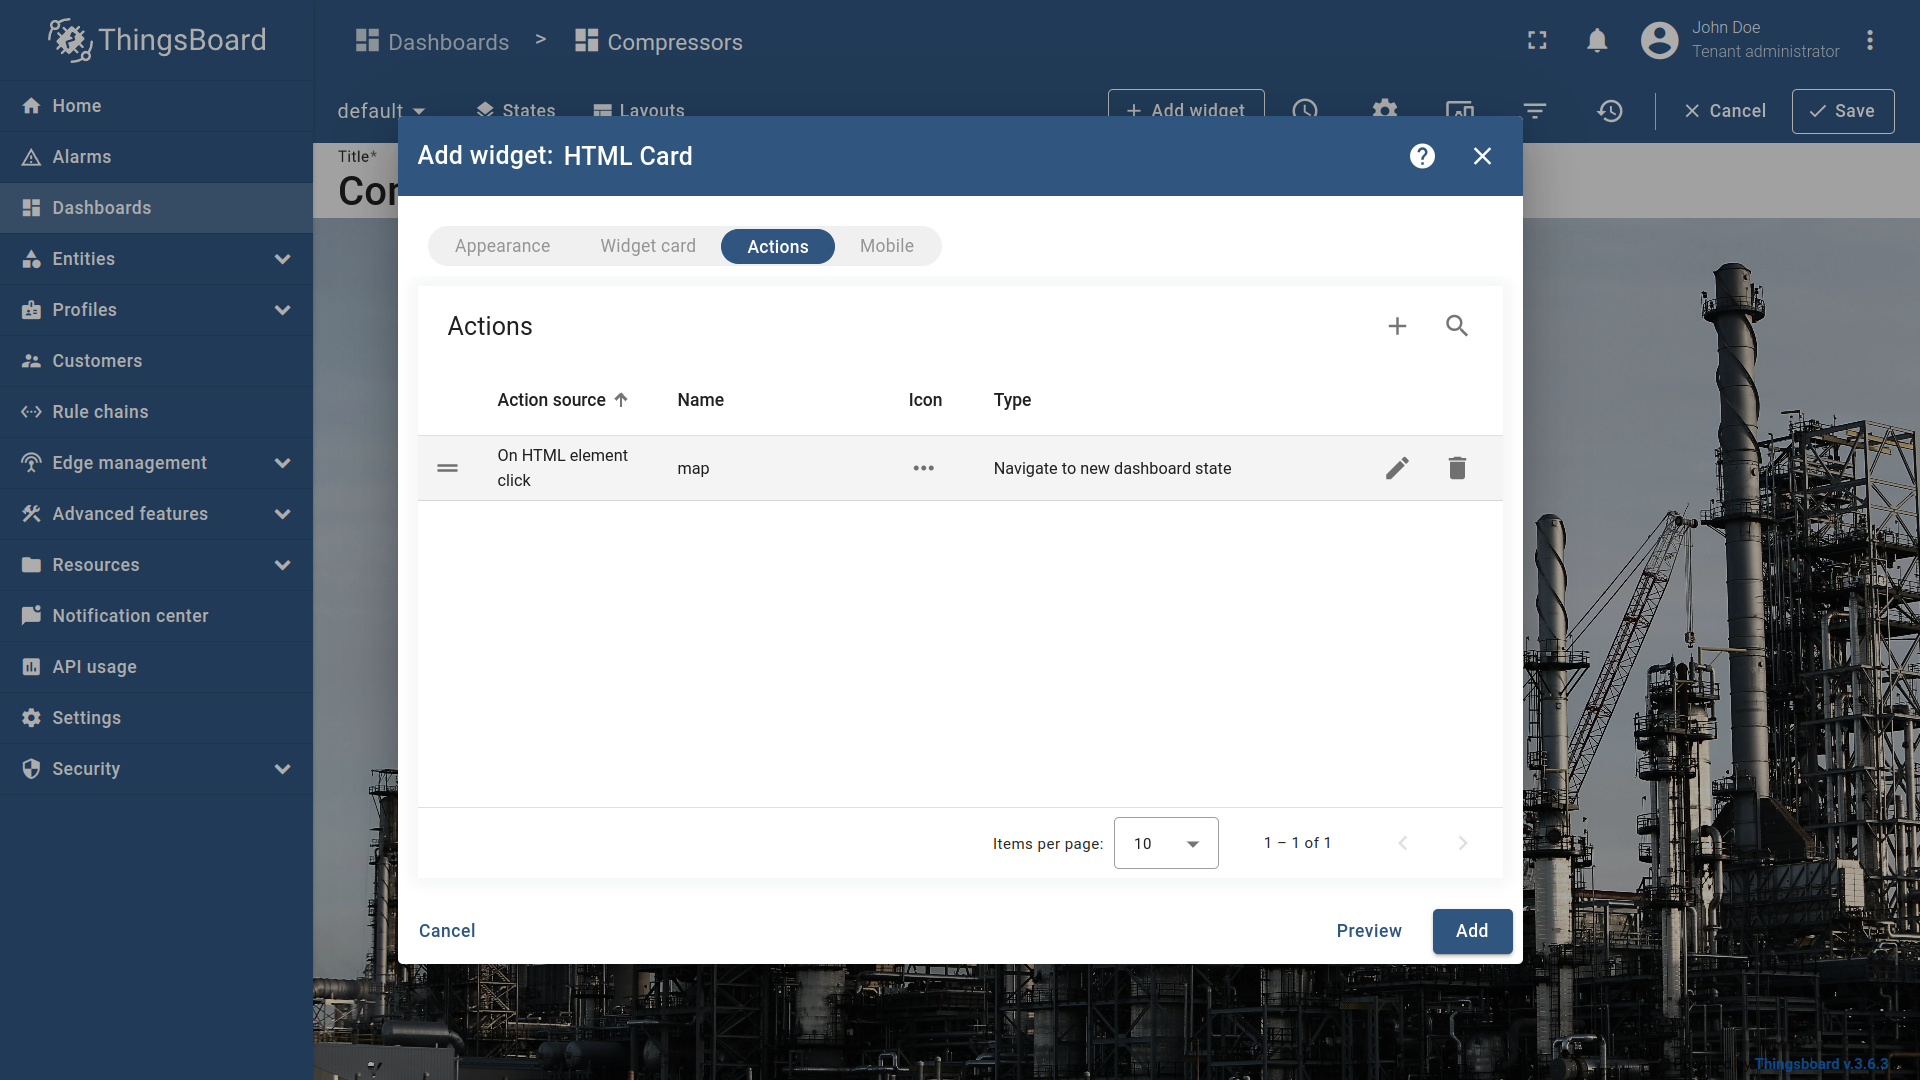 ThingsBoard
Dashboards > Compressors
John Doe
Tenant administrator
Home
Alarms
Dashboards
Entities
Profiles
Customers
Rule chains
Edge management
Advanced features
Resources
Notification center
API usage
Settings
Security
default
States
Layouts
+ Add widget
Cancel
Save
Title*
Add widget: HTML Card
Appearance
Widget card
Actions
Mobile
Actions
Action source
Name
Icon
Type
On HTML element
click
map
Navigate to new dashboard state
Items per page:
10
1 – 1 of 1
Cancel
Preview
Add
Thingsboard v.3.6.3